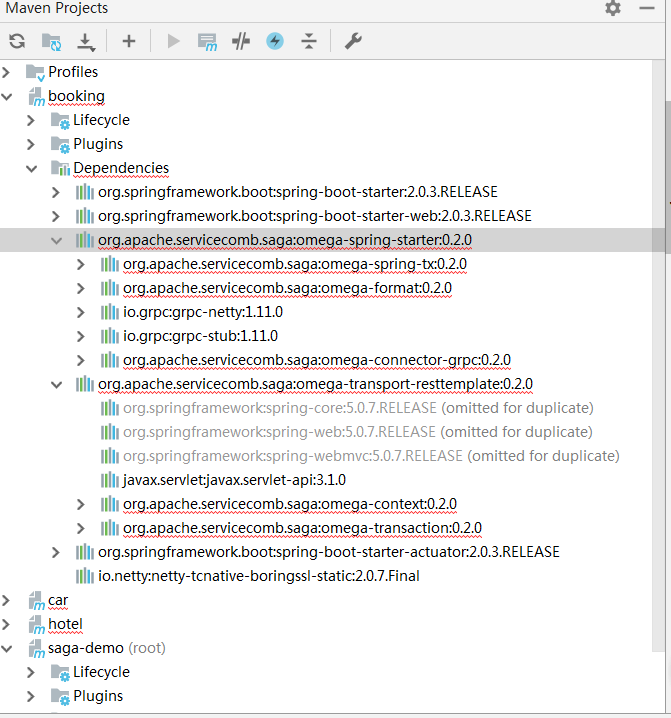 Maven Projects
Profiles
booking
Lifecycle
Plugins
Dependencies
org.springframework.boot:spring-boot-starter:2.0.3.RELEASE
org.springframework.boot:spring-boot-starter-web:2.0.3.RELEASE
org.apache.servicecomb.saga:omega-spring-starter:0.2.0
org.apache.servicecomb.saga:omega-spring-tx:0.2.0
org.apache.servicecomb.saga:omega-format:0.2.0
io.grpc:grpc-netty:1.11.0
io.grpc:grpc-stub:1.11.0
org.apache.servicecomb.saga:omega-connector-grpc:0.2.0
org.apache.servicecomb.saga:omega-transport-resttemplate:0.2.0
org.springframework:spring-core:5.0.7.RELEASE (omitted for duplicate)
org.springframework:spring-web:5.0.7.RELEASE (omitted for duplicate)
org.springframework:spring-webmvc:5.0.7.RELEASE (omitted for duplicate)
javax.servlet:javax.servlet-api:3.1.0
org.apache.servicecomb.saga:omega-context:0.2.0
org.apache.servicecomb.saga:omega-transaction:0.2.0
org.springframework.boot:spring-boot-starter-actuator:2.0.3.RELEASE
io.netty:netty-tcnative-boringssl-static:2.0.7.Final
car
hotel
saga-demo (root)
Lifecycle
Plugins